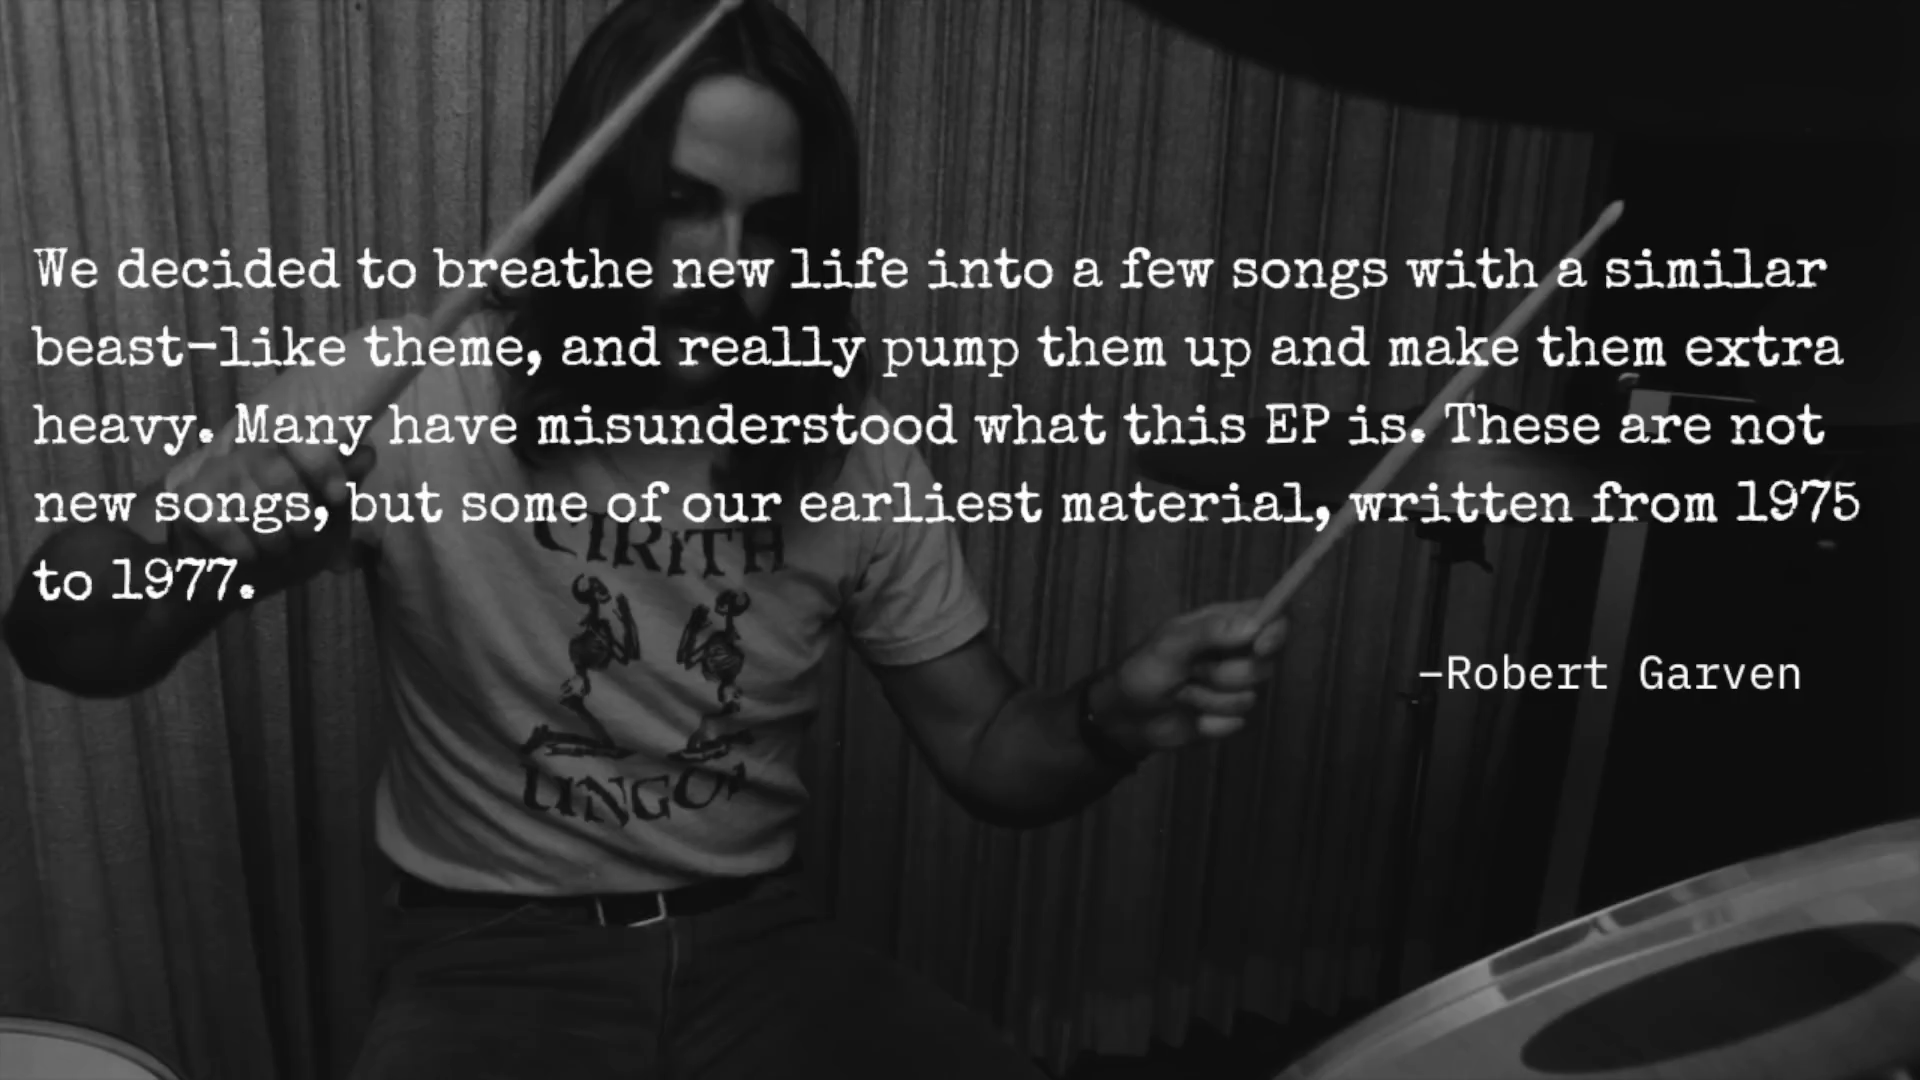 We decided to breathe new life into a few songs with a similar
beast-like theme, and really pump them up and make them extra
heavy. Many have misunderstood what this EP is. These are not
new songs, but some of our earliest material, written from 1975
to 1977.
CIRITH
-Robert Garven
UNGOL